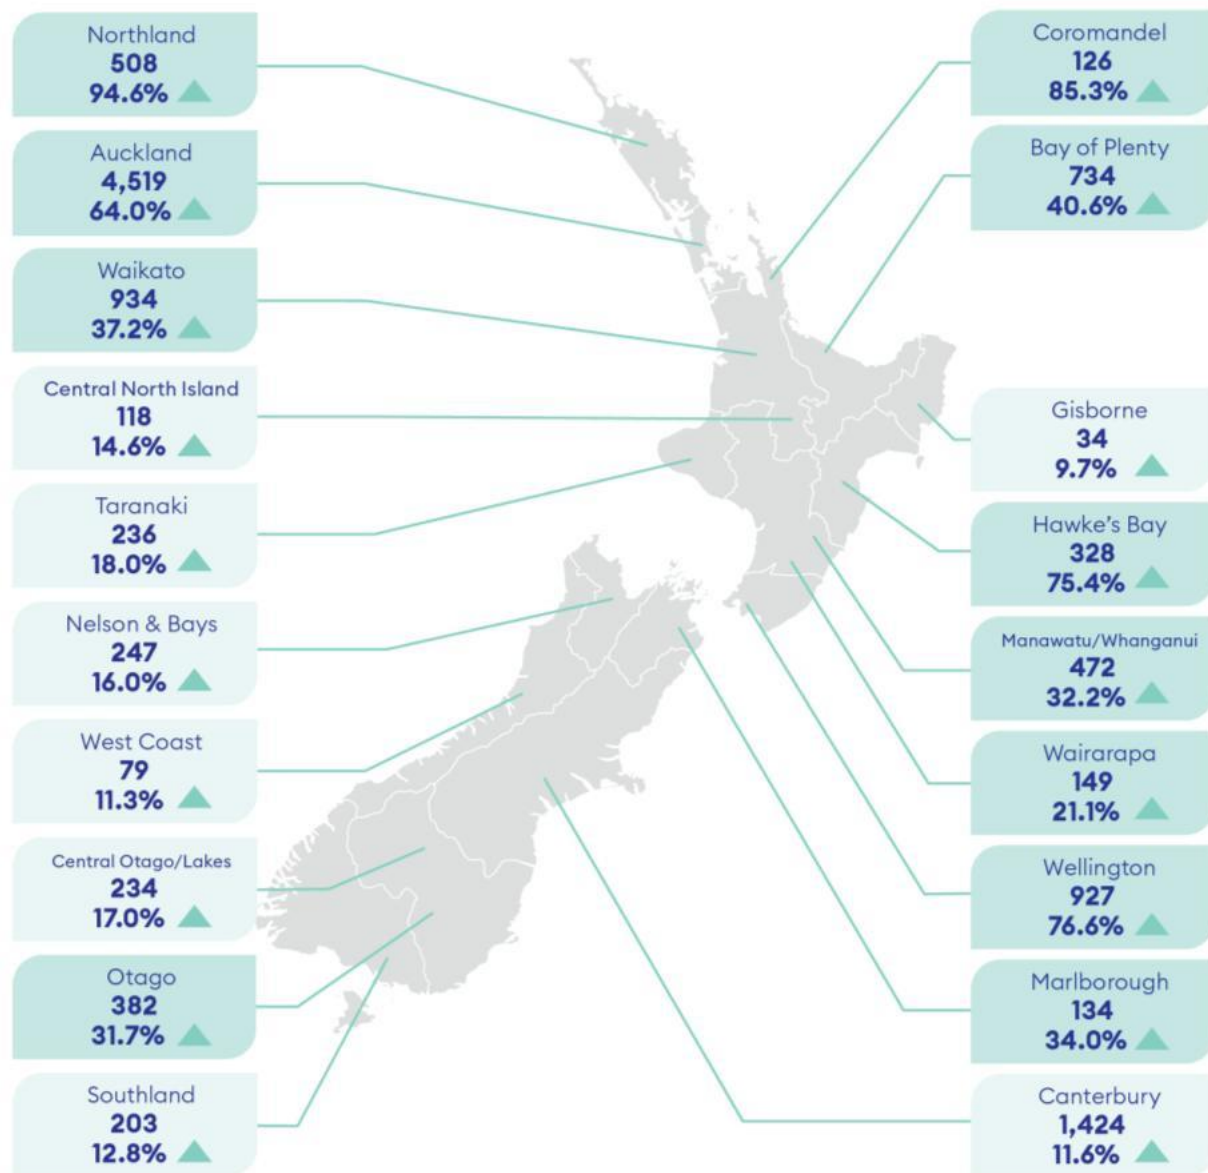 Northland
508
94.6%
Auckland
4,519
64.0%
Waikato
934
37.2%
Central North Island
118
14.6%
Taranaki
236
18.0%
Nelson & Bays
247
16.0%
West Coast
79
11.3%
Central Otago/Lakes
234
17.0%
Otago
382
31.7%
Southland
203
12.8%
Coromandel
126
85.3%
Bay of Plenty
734
40.6%
Gisborne
34
9.7%
Hawke's Bay
328
75.4%
Manawatu/Whanganui
472
32.2%
Wairarapa
149
21.1%
Wellington
927
76.6%
Marlborough
134
34.0%
Canterbury
1,424
11.6%